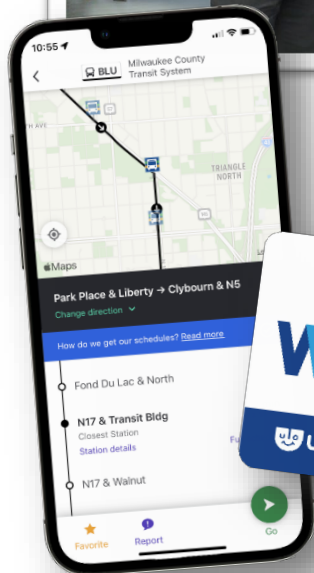 10:55
BLU
Milwaukee County
Transit System
TH AVE
TRIANGLE
NORTH
Maps
Park Place & Liberty → Clybourn & N5
Change direction
How do we get our schedules? Read more
Fond Du Lac & North
N17 & Transit Bldg
Closest Station
Station details
Fu
N17 & Walnut
Favorite
Report
Go
W
u